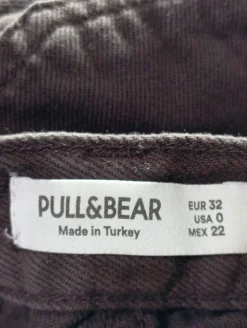 PULL&BEAR
Made in Turkey
EUR 32
USA 0
MEX 22